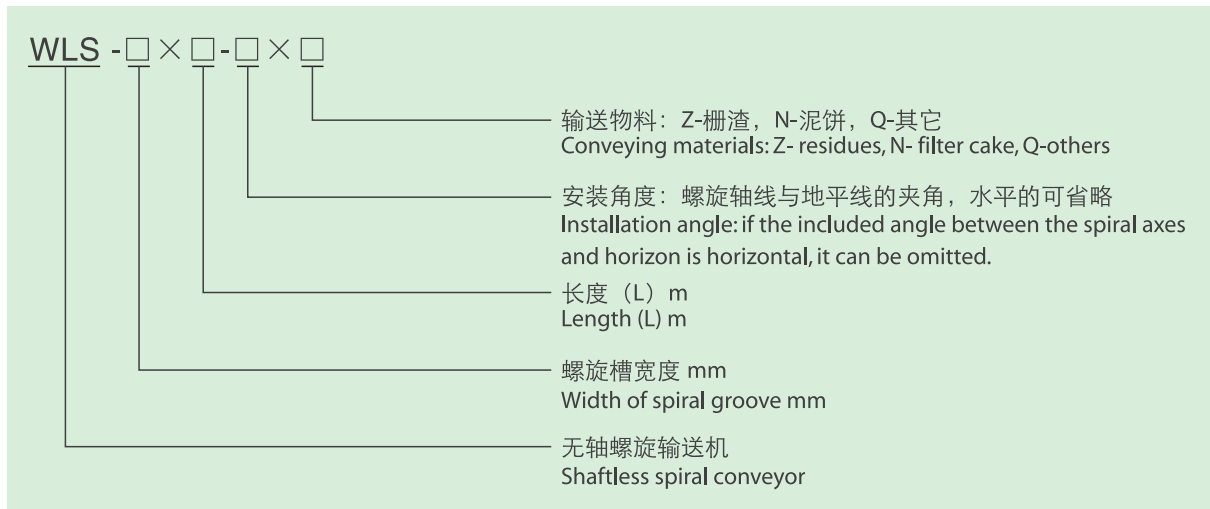 WLS -□×□-□×□
输送物料：Z-栅渣，N-泥饼，Q-其它
Conveying materials: Z- residues, N- filter cake, Q-others
安装角度：螺旋轴线与地平线的夹角，水平的可省略
Installation angle: if the included angle between the spiral axes
and horizon is horizontal, it can be omitted.
长度（L）m
Length (L) m
螺旋槽宽度 mm
Width of spiral groove mm
无轴螺旋输送机
Shaftless spiral conveyor